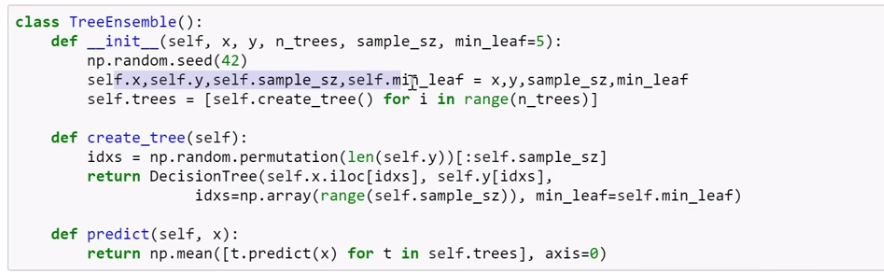 class TreeEnsemble():
    def __init__(self, x, y, n_trees, sample_sz, min_leaf=5):
        np.random.seed(42)
        self.x,self.y,self.sample_sz,self.min_leaf = x,y,sample_sz,min_leaf
        self.trees = [self.create_tree() for i in range(n_trees)]
    def create_tree(self):
        idxs = np.random.permutation(len(self.y))[:self.sample_sz]
        return DecisionTree(self.x.iloc[idxs], self.y[idxs],
                    idxs=np.array(range(self.sample_sz)), min_leaf=self.min_leaf)
    def predict(self, x):
        return np.mean([t.predict(x) for t in self.trees], axis=0)